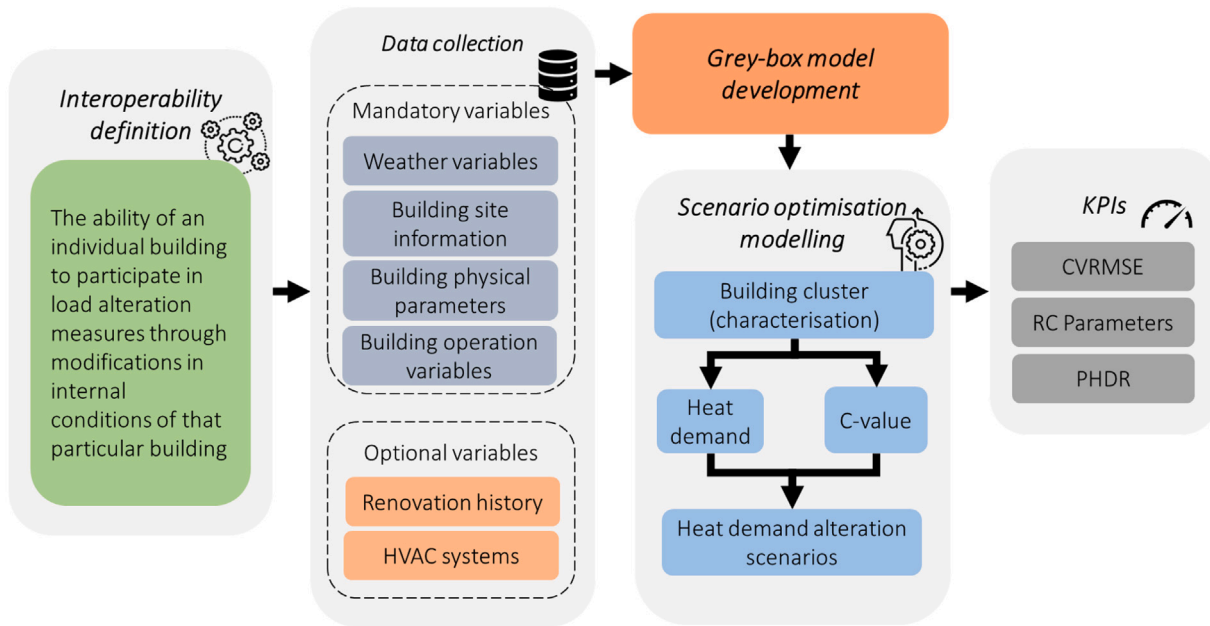 Interoperability
definition
The ability of an
individual building
to participate in
load alteration
measures through
modifications in
internal
conditions of that
particular building
Data collection
Mandatory variables
Weather variables
Building site
information
Building physical
parameters
Building operation
variables
Optional variables
Renovation history
HVAC systems
Grey-box model
development
Scenario optimisation
modelling
Building cluster
(characterisation)
Heat
demand
C-value
Heat demand alteration
scenarios
KPIs
CVRMSE
RC Parameters
PHDR